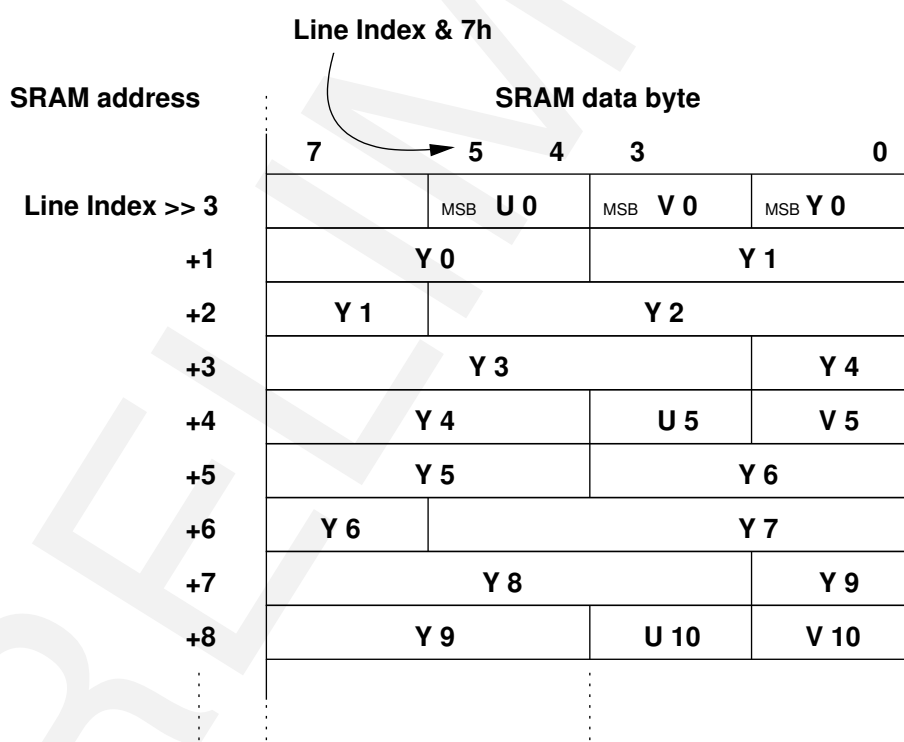 Line Index & 7h
SRAM address SRAM data byte
7 5 4 3 0
Line Index >> 3 MSB U 0 MSB V 0 MSB Y 0
+1 Y 0 Y 1
+2 Y 1 Y 2
+3 Y 3 Y 4
+4 Y 4 U 5 V 5
+5 Y 5 Y 6
+6 Y 6 Y 7
+7 Y 8 Y 9
+8 Y 9 U 10 V 10